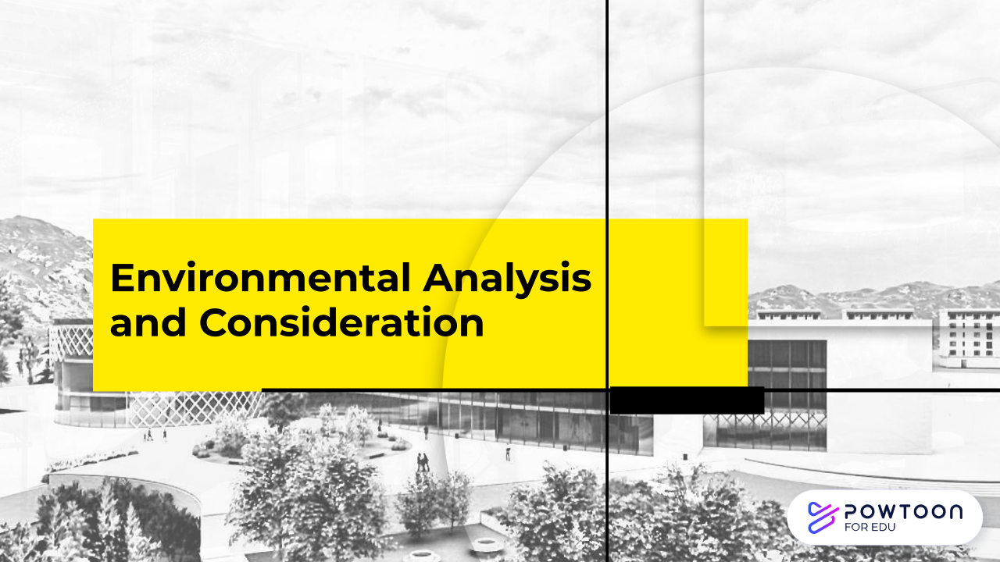 Environmental Analysis
and Consideration
POWTOON
FOR EDU